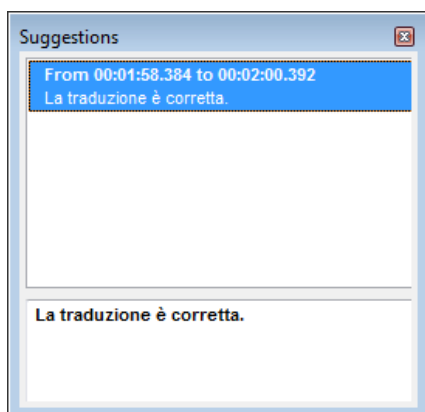 Suggestions
From 00:01:58.384 to 00:02:00.392
La traduzione è corretta.
La traduzione è corretta.